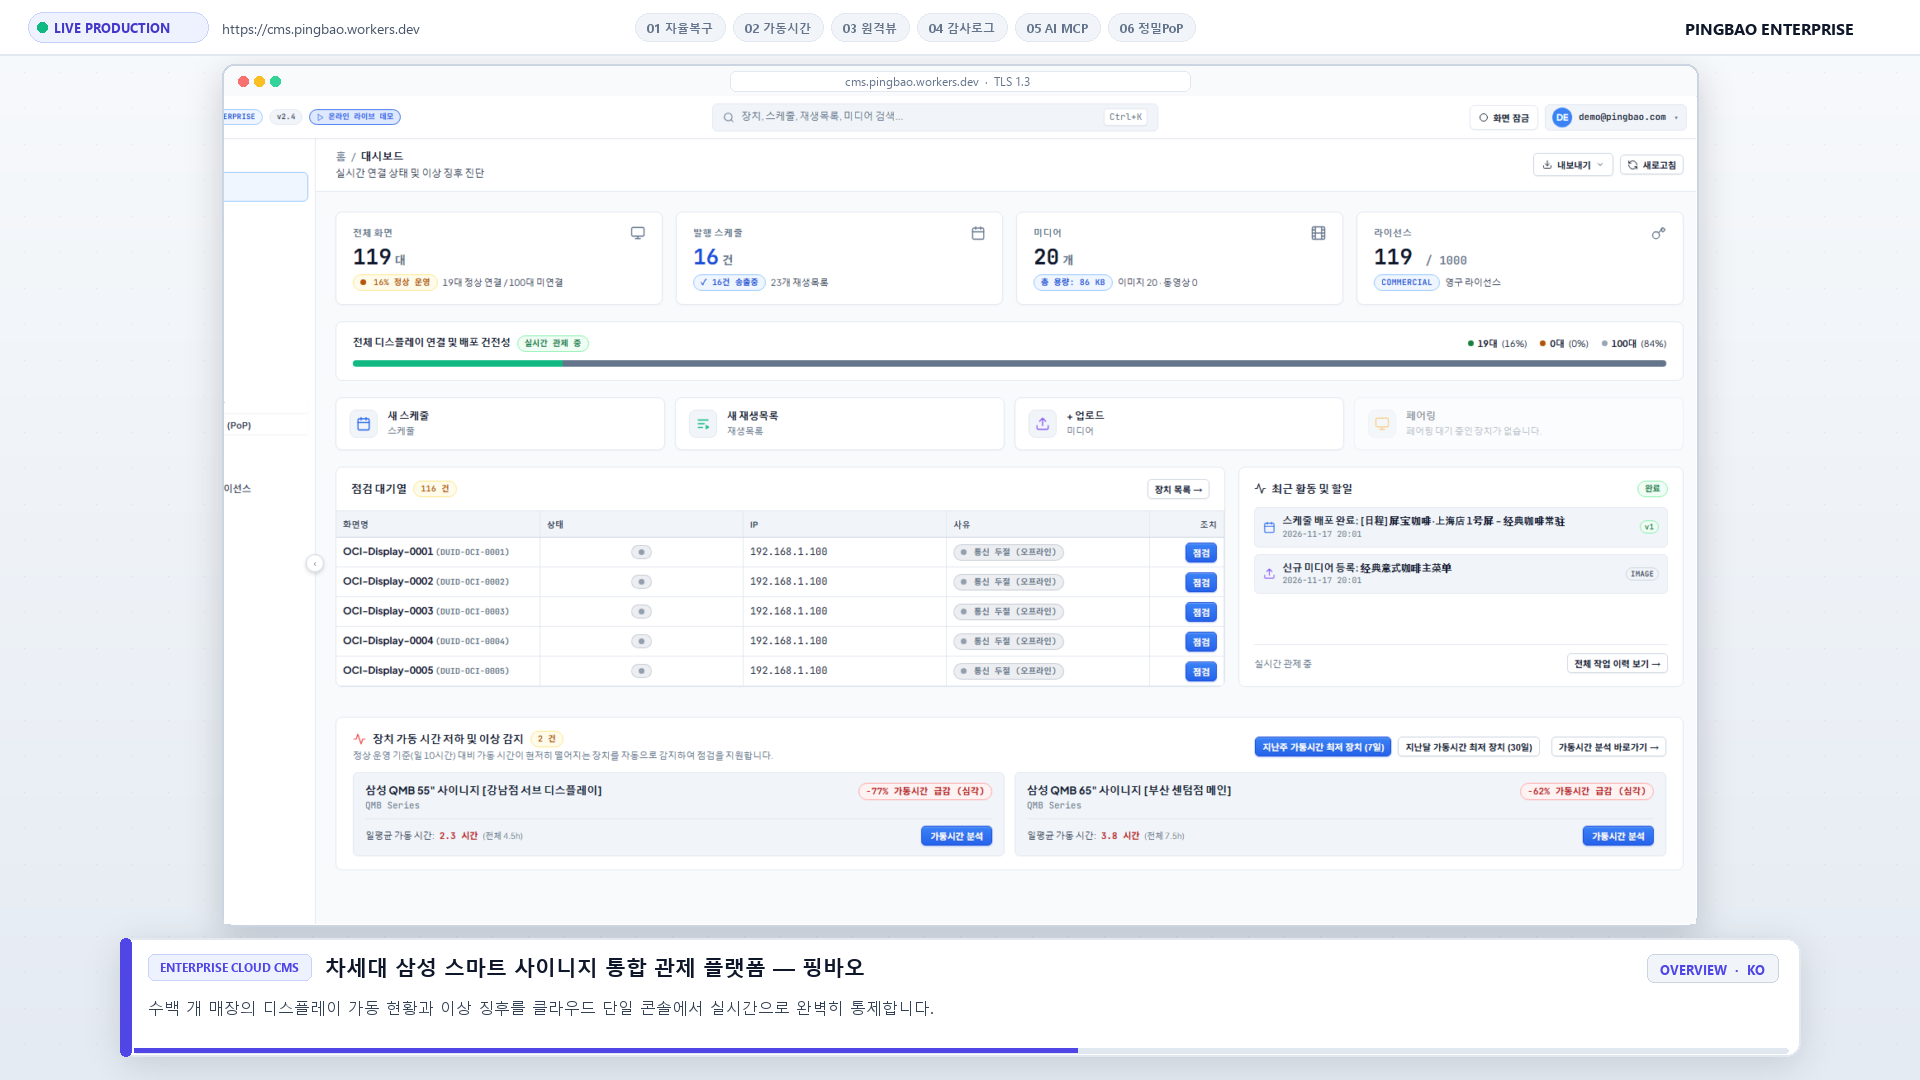 LIVE PRODUCTION
https://cms.pingbao.workers.dev
01 자율복구
02 가동시간
03 원격뷰
04 감사로그
05 AI MCP
06 정밀PoP
PINGBAO ENTERPRISE
cms.pingbao.workers.dev · TLS 1.3
ERPRISE
v2.4
▷ 온라인 라이브 데모
장치, 스케줄, 재생목록, 미디어 검색...
Ctrl+K
화면 잠금
DE
demo@pingbao.com
홈 / 대시보드
실시간 연결 상태 및 이상 징후 진단
내보내기
새로고침
전체 화면
119 대
16% 정상 운영
19대 정상 연결 / 100대 미연결
발행 스케줄
16 건
✓ 16건 송출중
23개 재생목록
미디어
20 개
총 용량: 86 KB
이미지 20 · 동영상 0
라이선스
119 / 1000
COMMERCIAL
영구 라이선스
전체 디스플레이 연결 및 배포 건전성
실시간 관제 중
19대 (16%)
0대 (0%)
100대 (84%)
새 스케줄
스케줄
새 재생목록
재생목록
+ 업로드
미디어
페어링
페어링 대기 중인 장치가 없습니다.
(PoP)
이선스
점검 대기열
116 건
장치 목록 →
화면명
상태
IP
사유
조치
OCI-Display-0001 (DUID-OCI-0001)
192.168.1.100
통신 두절 (오프라인)
점검
OCI-Display-0002 (DUID-OCI-0002)
192.168.1.100
통신 두절 (오프라인)
점검
OCI-Display-0003 (DUID-OCI-0003)
192.168.1.100
통신 두절 (오프라인)
점검
OCI-Display-0004 (DUID-OCI-0004)
192.168.1.100
통신 두절 (오프라인)
점검
OCI-Display-0005 (DUID-OCI-0005)
192.168.1.100
통신 두절 (오프라인)
점검
최근 활동 및 할일
완료
스케줄 배포 완료: [日程] 屏宝咖啡·上海店 1号屏 - 经典咖啡常驻
2026-11-17 20:01
v1
신규 미디어 등록: 经典意式咖啡主菜单
2026-11-17 20:01
IMAGE
실시간 관제 중
전체 작업 이력 보기 →
장치 가동 시간 저하 및 이상 감지
2 건
정상 운영 기준(일 10시간) 대비 가동 시간이 현저히 떨어지는 장치를 자동으로 감지하여 점검을 지원합니다.
지난주 가동시간 최저 장치 (7일)
지난달 가동시간 최저 장치 (30일)
가동시간 분석 바로가기 →
삼성 QMB 55" 사이니지 [강남점 서브 디스플레이]
QMB Series
-77% 가동시간 급감 (심각)
일평균 가동 시간: 2.3 시간 (전체 4.5h)
가동시간 분석
삼성 QMB 65" 사이니지 [부산 센텀점 메인]
QMB Series
-62% 가동시간 급감 (심각)
일평균 가동 시간: 3.8 시간 (전체 7.5h)
가동시간 분석
ENTERPRISE CLOUD CMS
차세대 삼성 스마트 사이니지 통합 관제 플랫폼 — 핑바오
OVERVIEW · KO
수백 개 매장의 디스플레이 가동 현황과 이상 징후를 클라우드 단일 콘솔에서 실시간으로 완벽히 통제합니다.